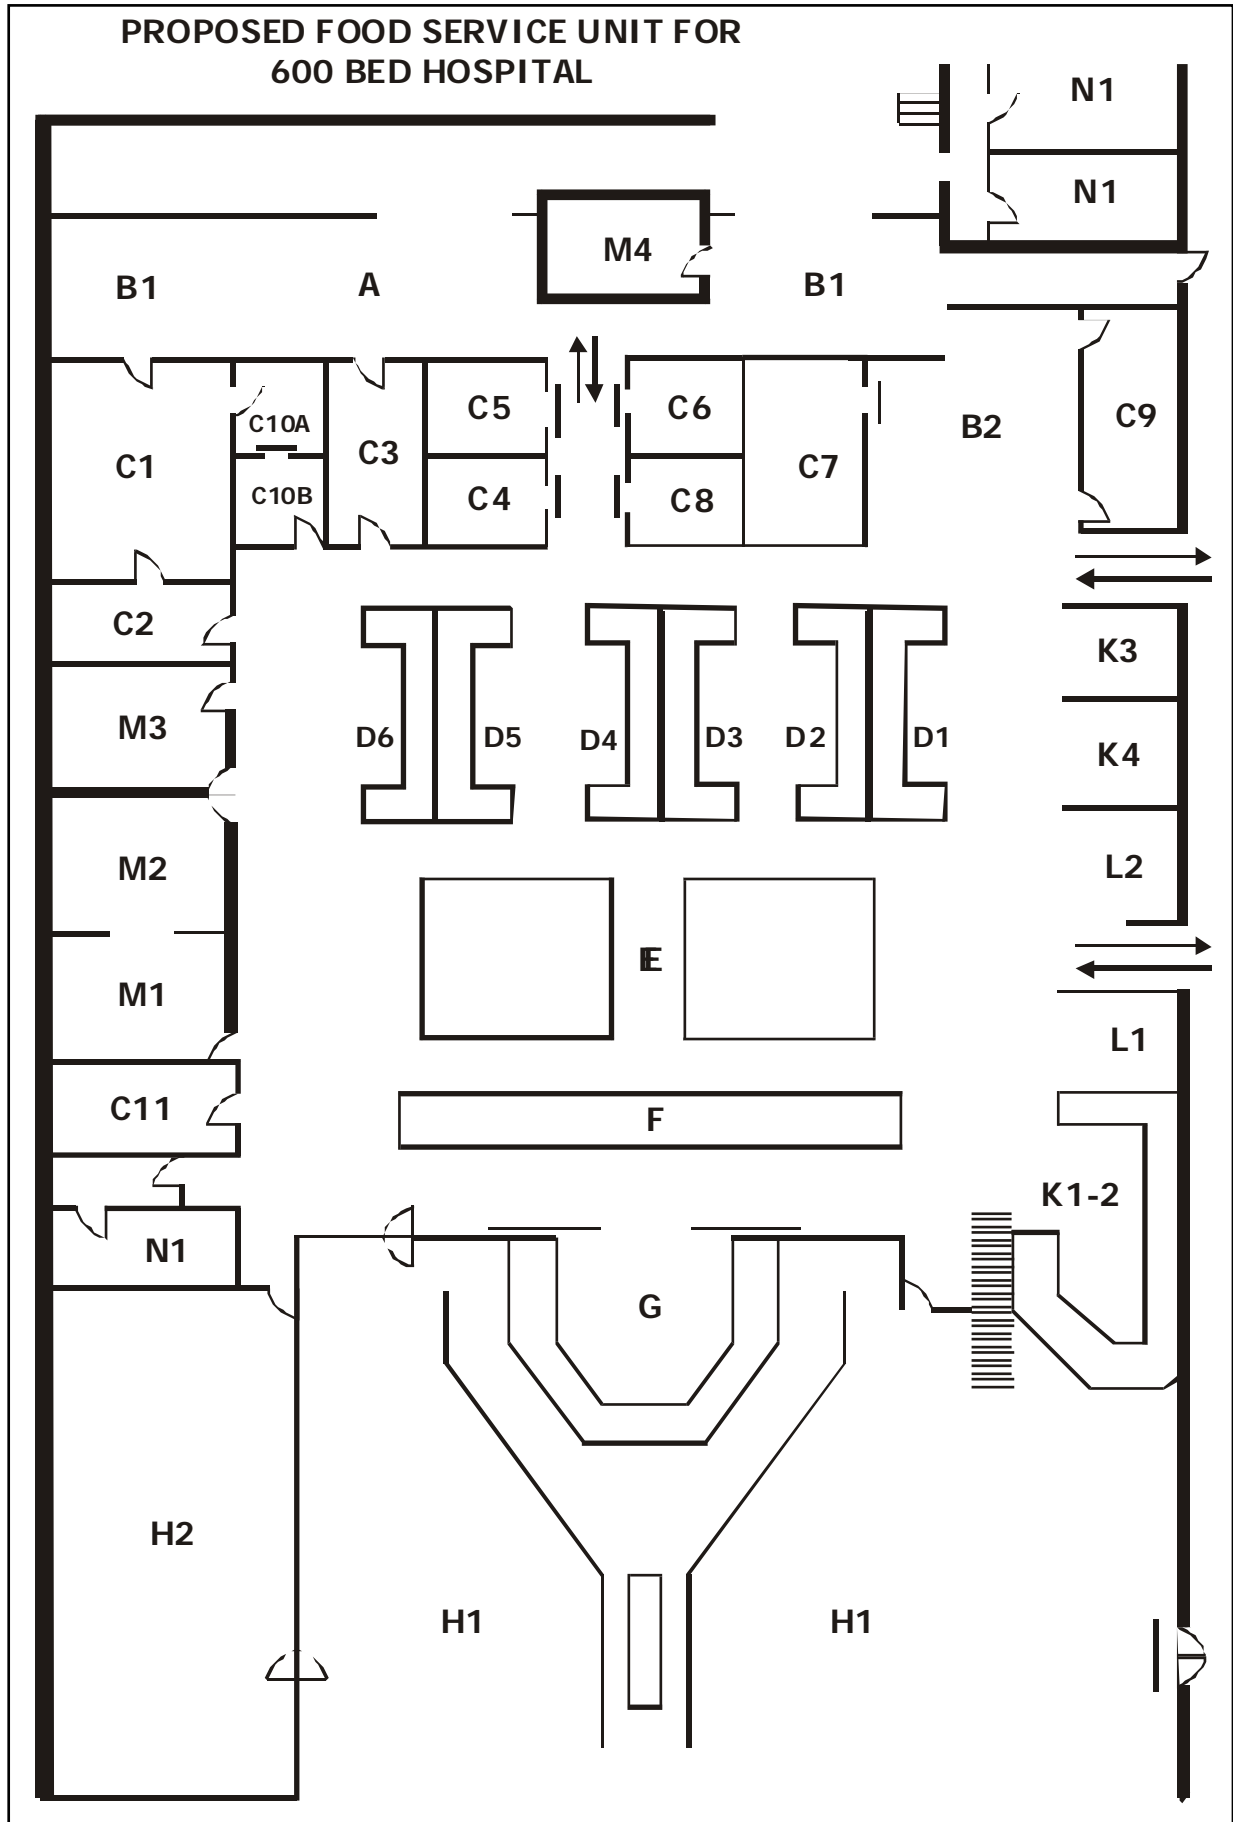 PROPOSED FOOD SERVICE UNIT FOR
600 BED HOSPITAL
N1
N1
M4
B1
A
B1
C5
C6
C10A
C9
B2
C3
C1
C7
C10B
C4
C8
C2
K3
M3
D6
D5
D4
D3
D2
D1
K4
M2
L2
E
M1
L1
C11
F
K1-2
N1
G
H2
H1
H1